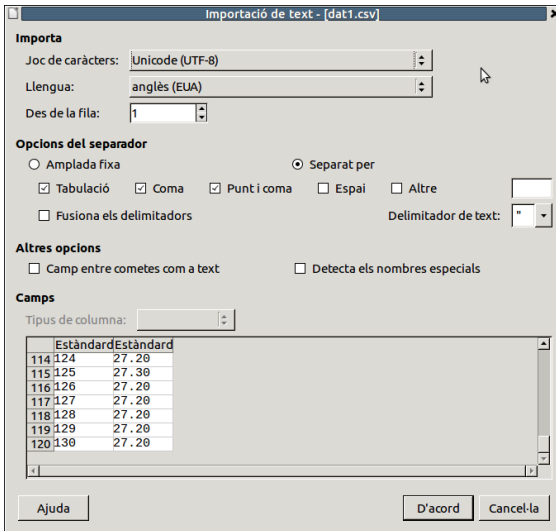 Importació de text - [dat1.csv]
Importa
Joc de caràcters: Unicode (UTF-8)
Llengua: anglès (EUA)
Des de la fila: 1
Opcions del separador
Amplada fixa Separat per
Tabulació Coma Punt i coma Espai Altre
Fusiona els delimitadors Delimitador de text: "
Altres opcions
Camp entre cometes com a text Detecta els nombres especials
Camps
Tipus de columna:
Estàndard Estàndard
114 124 27.20
115 125 27.30
116 126 27.20
117 127 27.20
118 128 27.20
119 129 27.20
120 130 27.20
Ajuda D'acord Cancel·la